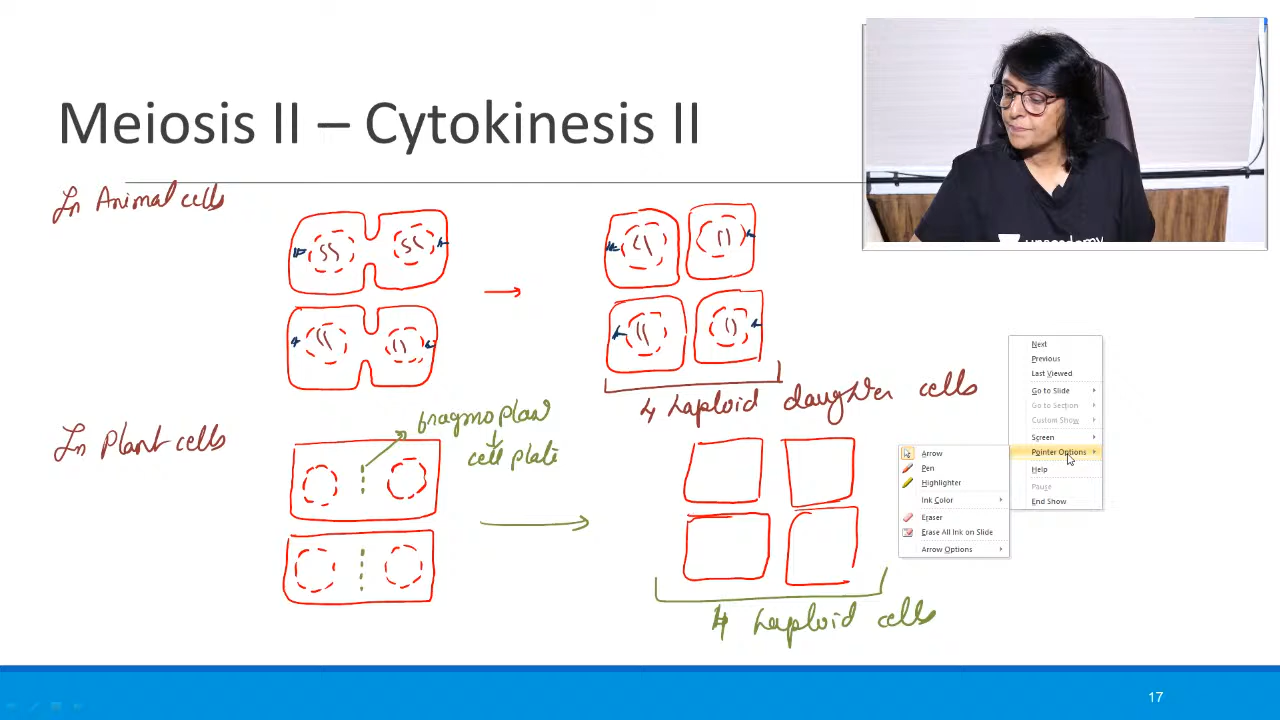 Meiosis II – Cytokinesis II
In Animal cells
4 haploid daughter cells
In Plant cells
fragmoplast
cell plate
4 haploid cells
Next
Previous
Last Viewed
Go to Slide
Go to Section
Custom Show
Screen
Pointer Options
Help
Pause
End Show
Arrow
Pen
Highlighter
Ink Color
Eraser
Erase All Ink on Slide
Arrow Options
17